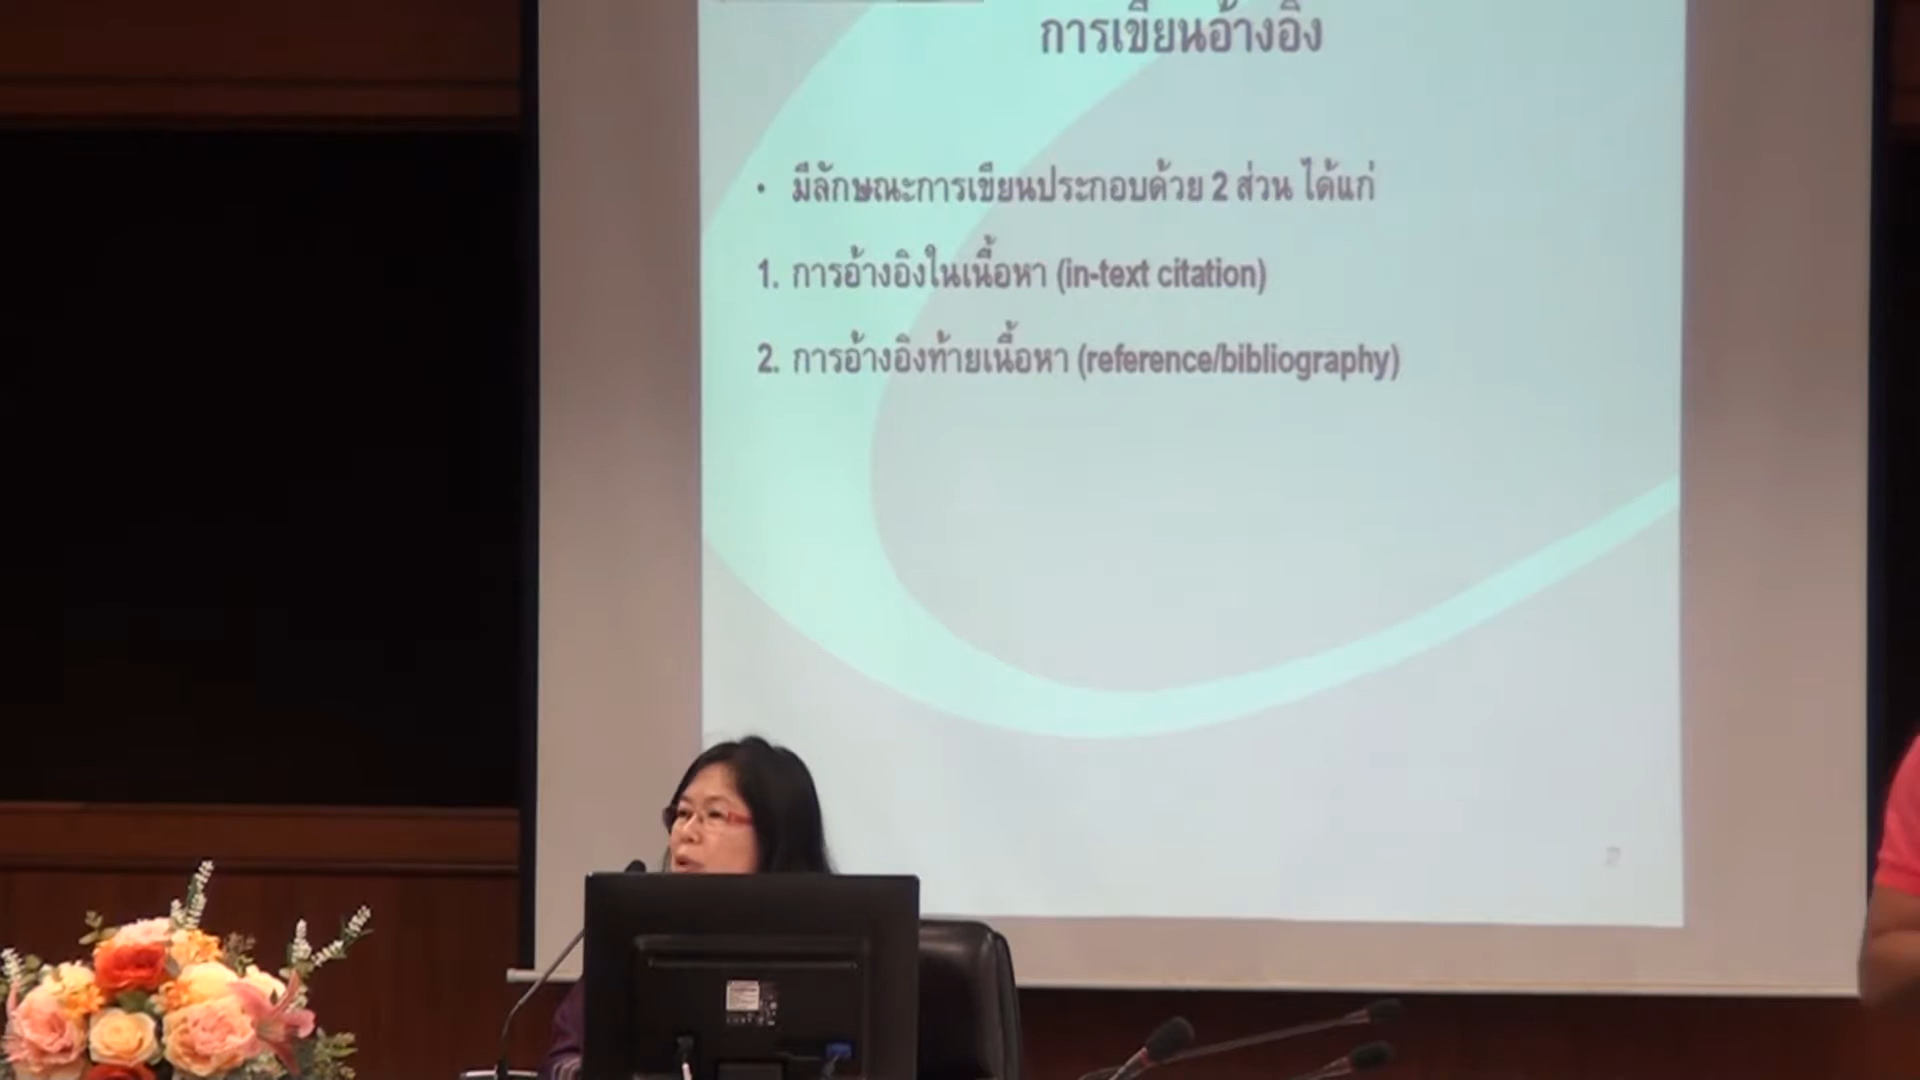 การเขียนอ้างอิง
• มีลักษณะการเขียนประกอบด้วย 2 ส่วน ได้แก่
1. การอ้างอิงในเนื้อหา (in-text citation)
2. การอ้างอิงท้ายเนื้อหา (reference/bibliography)